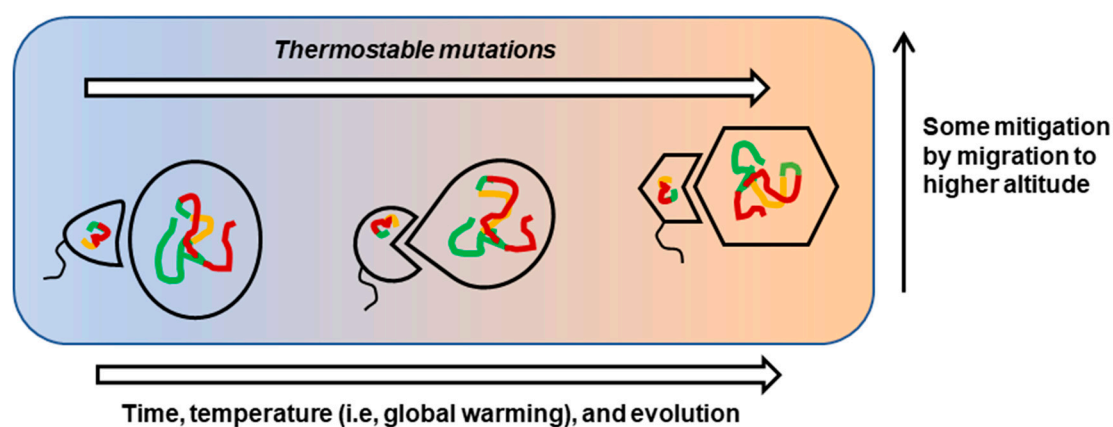 Thermostable mutations
Some mitigation
by migration to
higher altitude
Time, temperature (i.e, global warming), and evolution